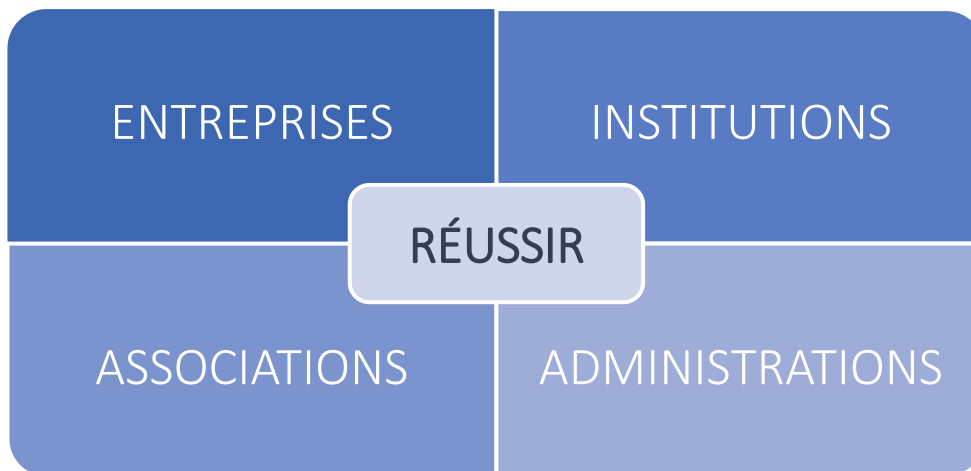 ENTREPRISES
INSTITUTIONS
RÉUSSIR
ASSOCIATIONS
ADMINISTRATIONS